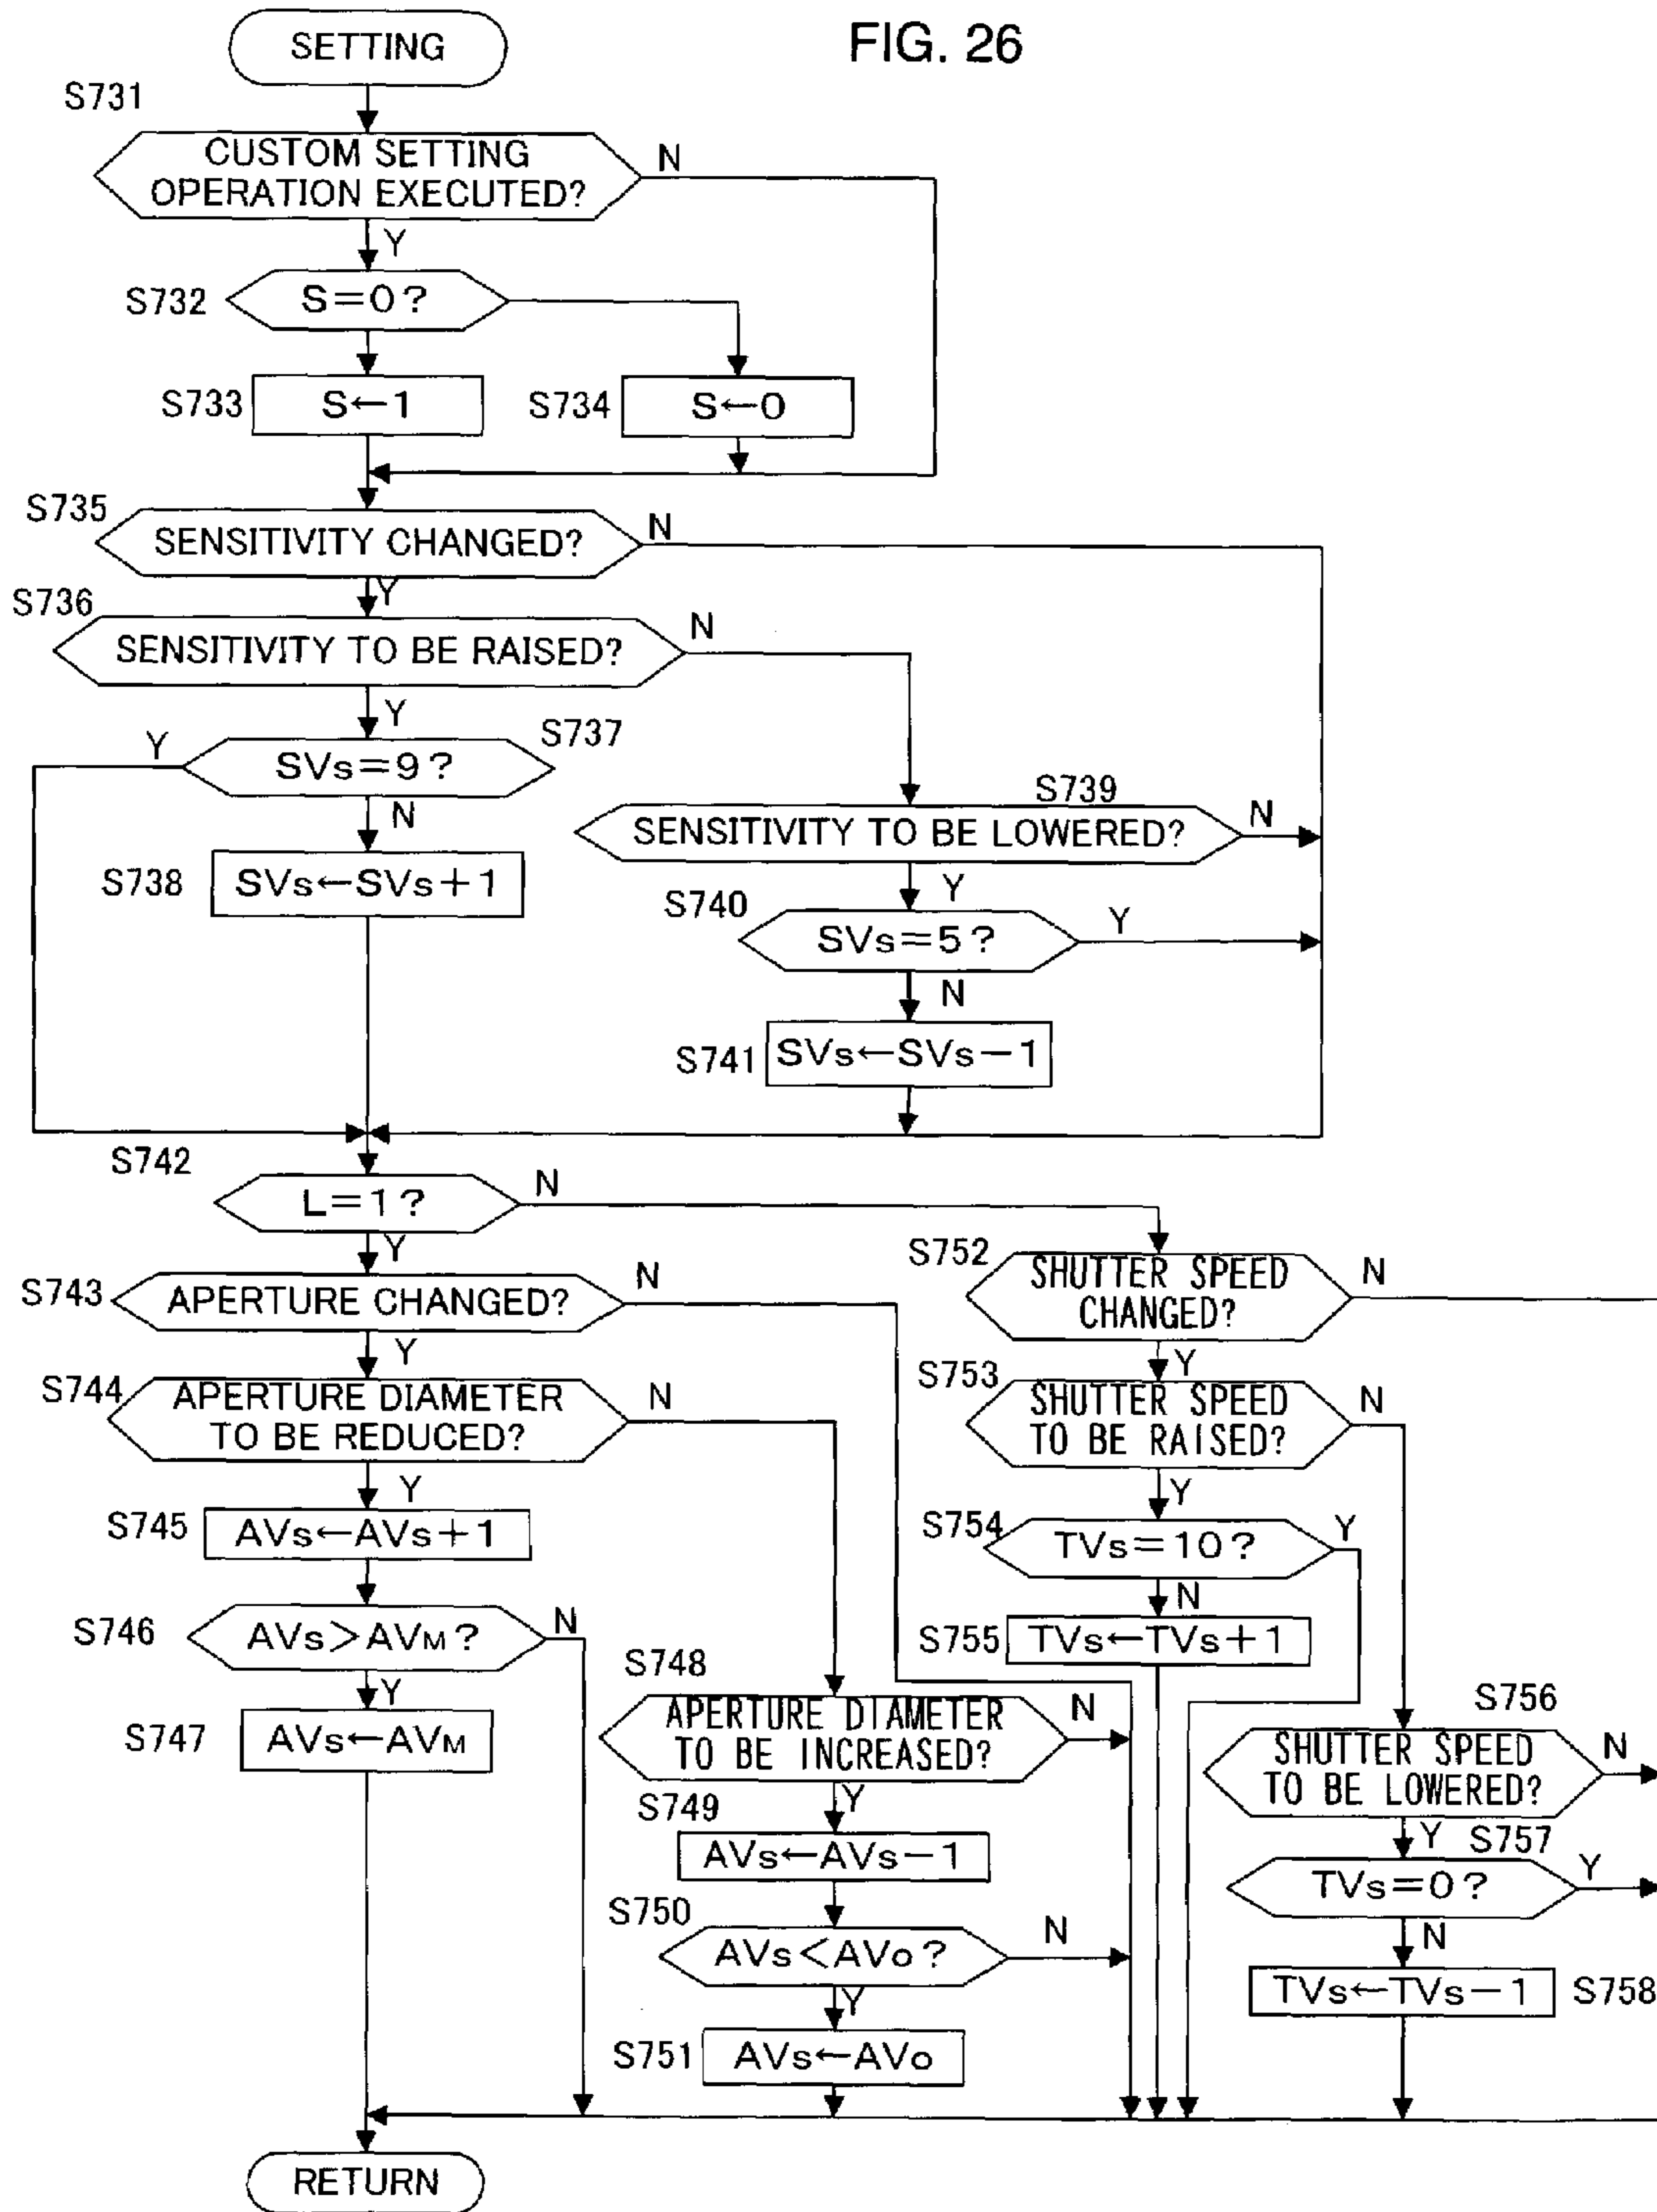 FIG. 26
SETTING
S731
CUSTOM SETTING
OPERATION EXECUTED?
N
Y
S732
S=0?
S733
S←1
S734
S←0
S735
SENSITIVITY CHANGED?
N
Y
S736
SENSITIVITY TO BE RAISED?
N
Y
S737
Y
SVs=9?
N
S738
SVs←SVs+1
S739
SENSITIVITY TO BE LOWERED?
N
Y
S740
SVs=5?
Y
N
S741
SVs←SVs−1
S742
L=1?
N
Y
S743
APERTURE CHANGED?
N
Y
S744
APERTURE DIAMETER
TO BE REDUCED?
N
Y
S745
AVs←AVs+1
S746
AVs>AVM?
N
Y
S747
AVs←AVM
S748
APERTURE DIAMETER
TO BE INCREASED?
N
Y
S749
AVs←AVs−1
S750
AVs<AVo?
N
Y
S751
AVs←AVo
S752
SHUTTER SPEED
CHANGED?
N
Y
S753
SHUTTER SPEED
TO BE RAISED?
N
Y
S754
TVs=10?
Y
N
S755
TVs←TVs+1
S756
SHUTTER SPEED
TO BE LOWERED?
N
Y
S757
TVs=0?
Y
N
TVs←TVs−1
S758
RETURN